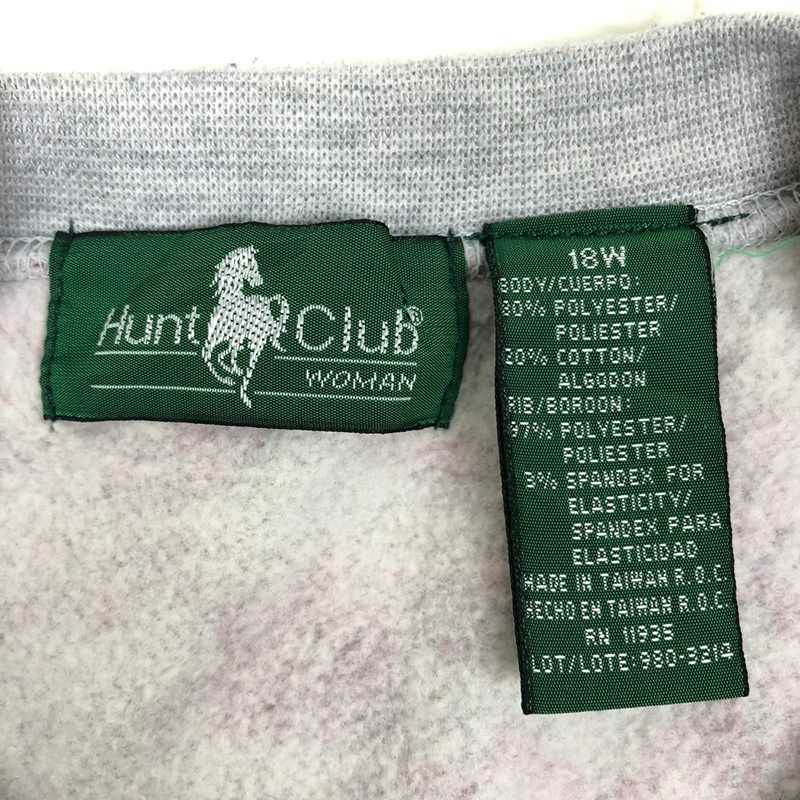 Hunt Club®
WOMAN
18W
BODY/CUERPO:
80% POLYESTER/
POLIESTER
20% COTTON/
ALGODON
RIB/BORDON:
97% POLYESTER/
POLIESTER
3% SPANDEX FOR
ELASTICITY/
SPANDEX PARA
ELASTICIDAD
MADE IN TAIWAN R.O.C.
HECHO EN TAIWAN R.O.C.
RN 11935
LOT/LOTE: 980-3214